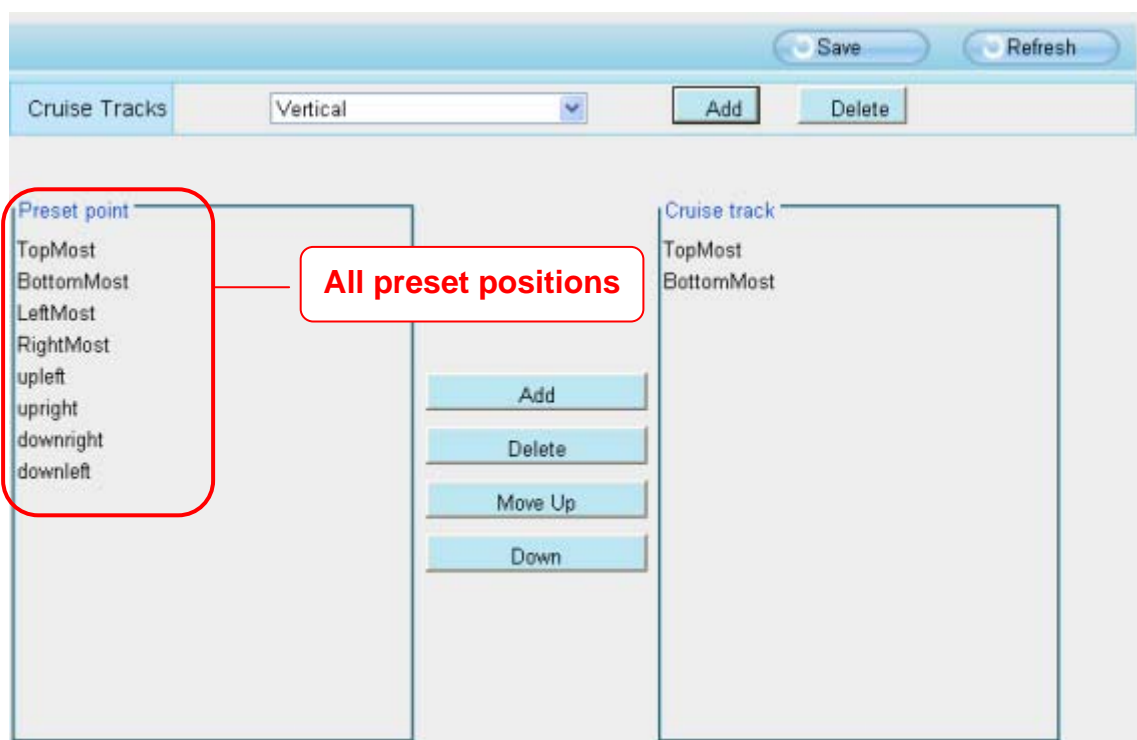 Save
Refresh
Cruise Tracks
Vertical
Add
Delete
Preset point
TopMost
BottomMost
LeftMost
RightMost
upleft
upright
downright
downleft
All preset positions
Add
Delete
Move Up
Down
Cruise track
TopMost
BottomMost